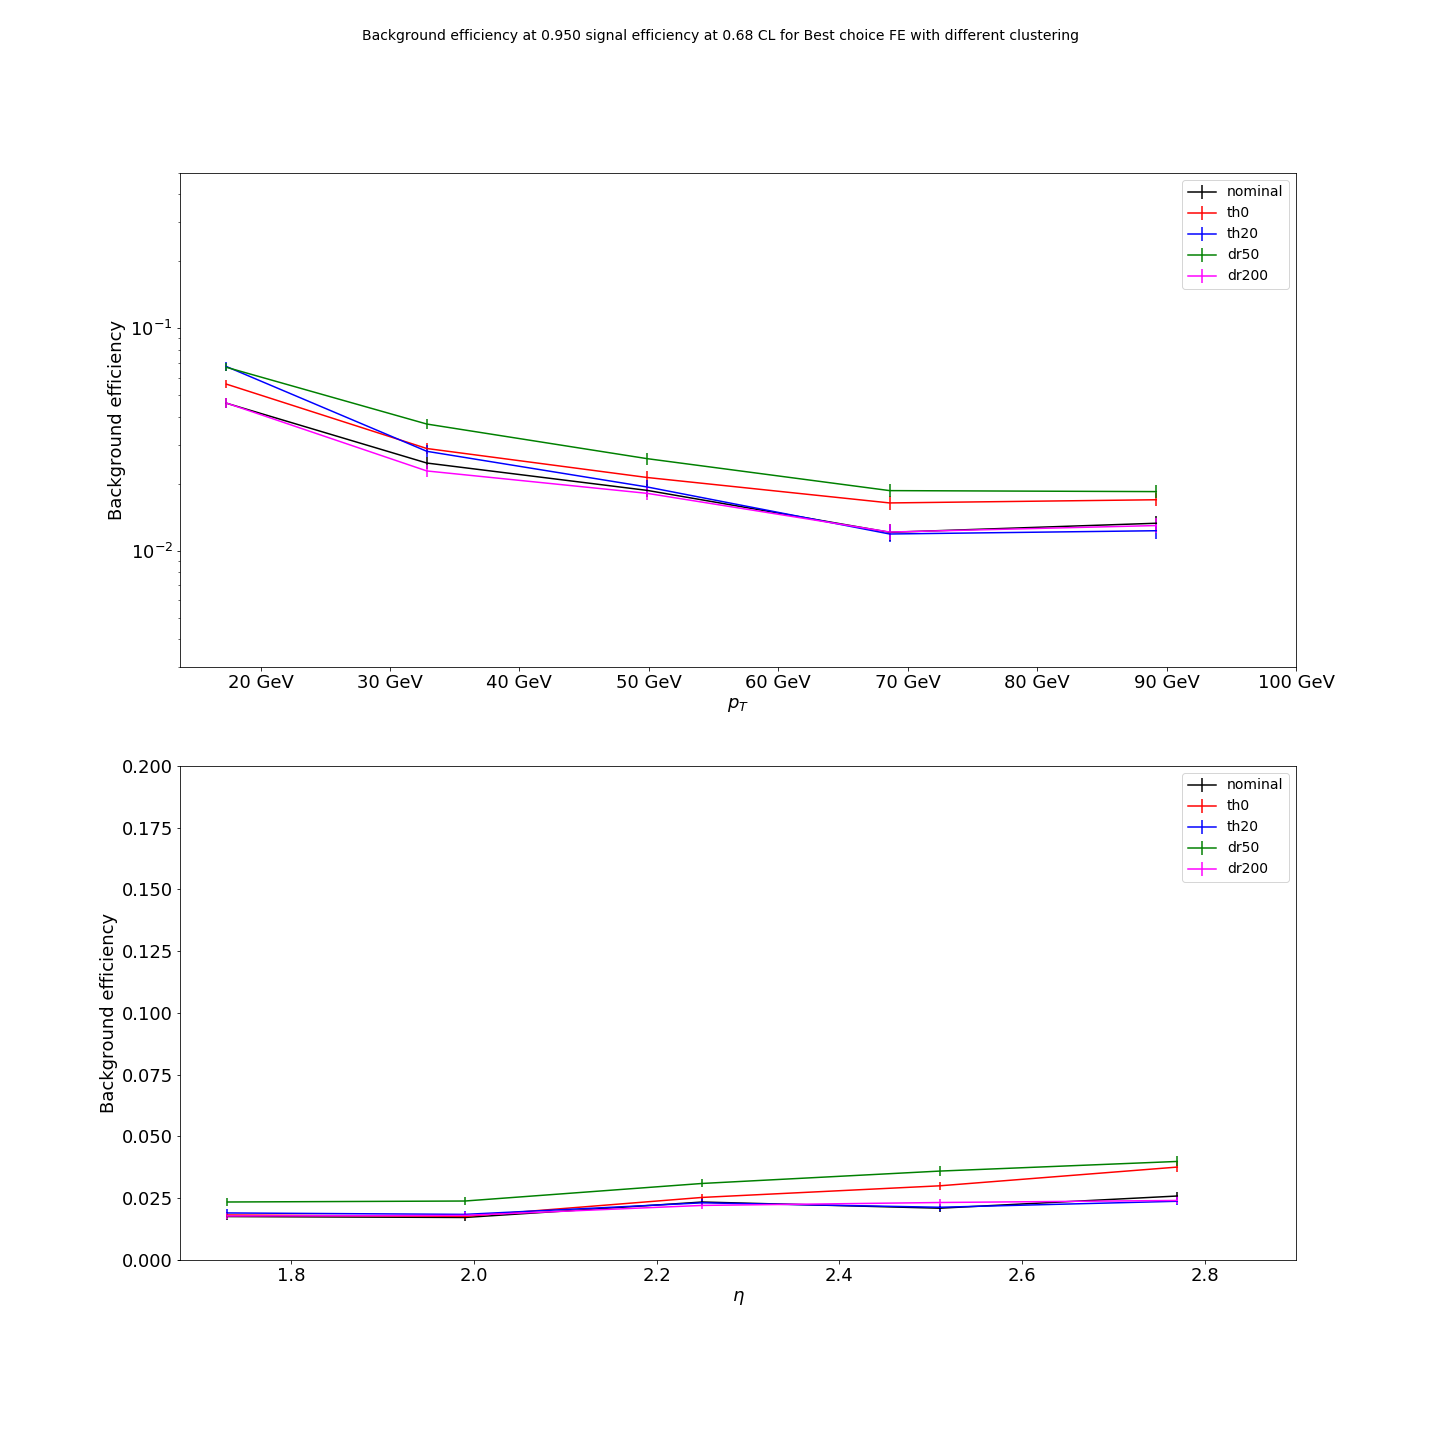 Background efficiency at 0.950 signal efficiency at 0.68 CL for Best choice FE with different clustering
nominal
th0
th20
dr50
dr200
Background efficiency
10⁻¹
10⁻²
20 GeV 30 GeV 40 GeV 50 GeV 60 GeV 70 GeV 80 GeV 90 GeV 100 GeV
p_T
nominal
th0
th20
dr50
dr200
Background efficiency
0.200
0.175
0.150
0.125
0.100
0.075
0.050
0.025
0.000
1.8 2.0 2.2 2.4 2.6 2.8
η